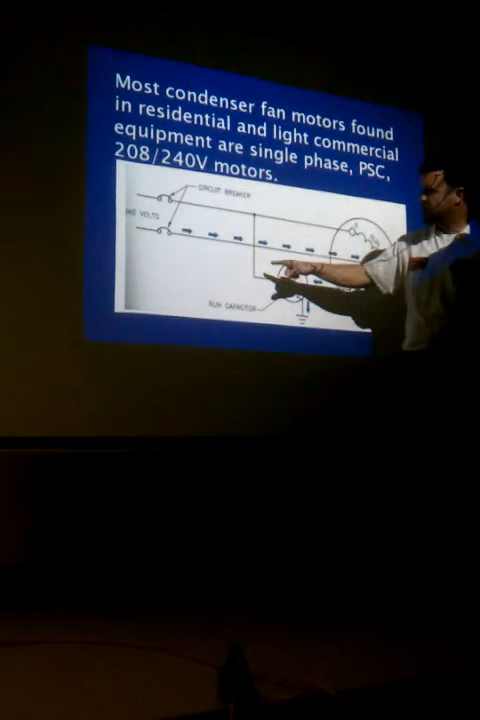 Most condenser fan motors found
in residential and light commercial
equipment are single phase, PSC,
208/240V motors.
CIRCUIT BREAKER
240 VOLTS
RUN CAPACITOR